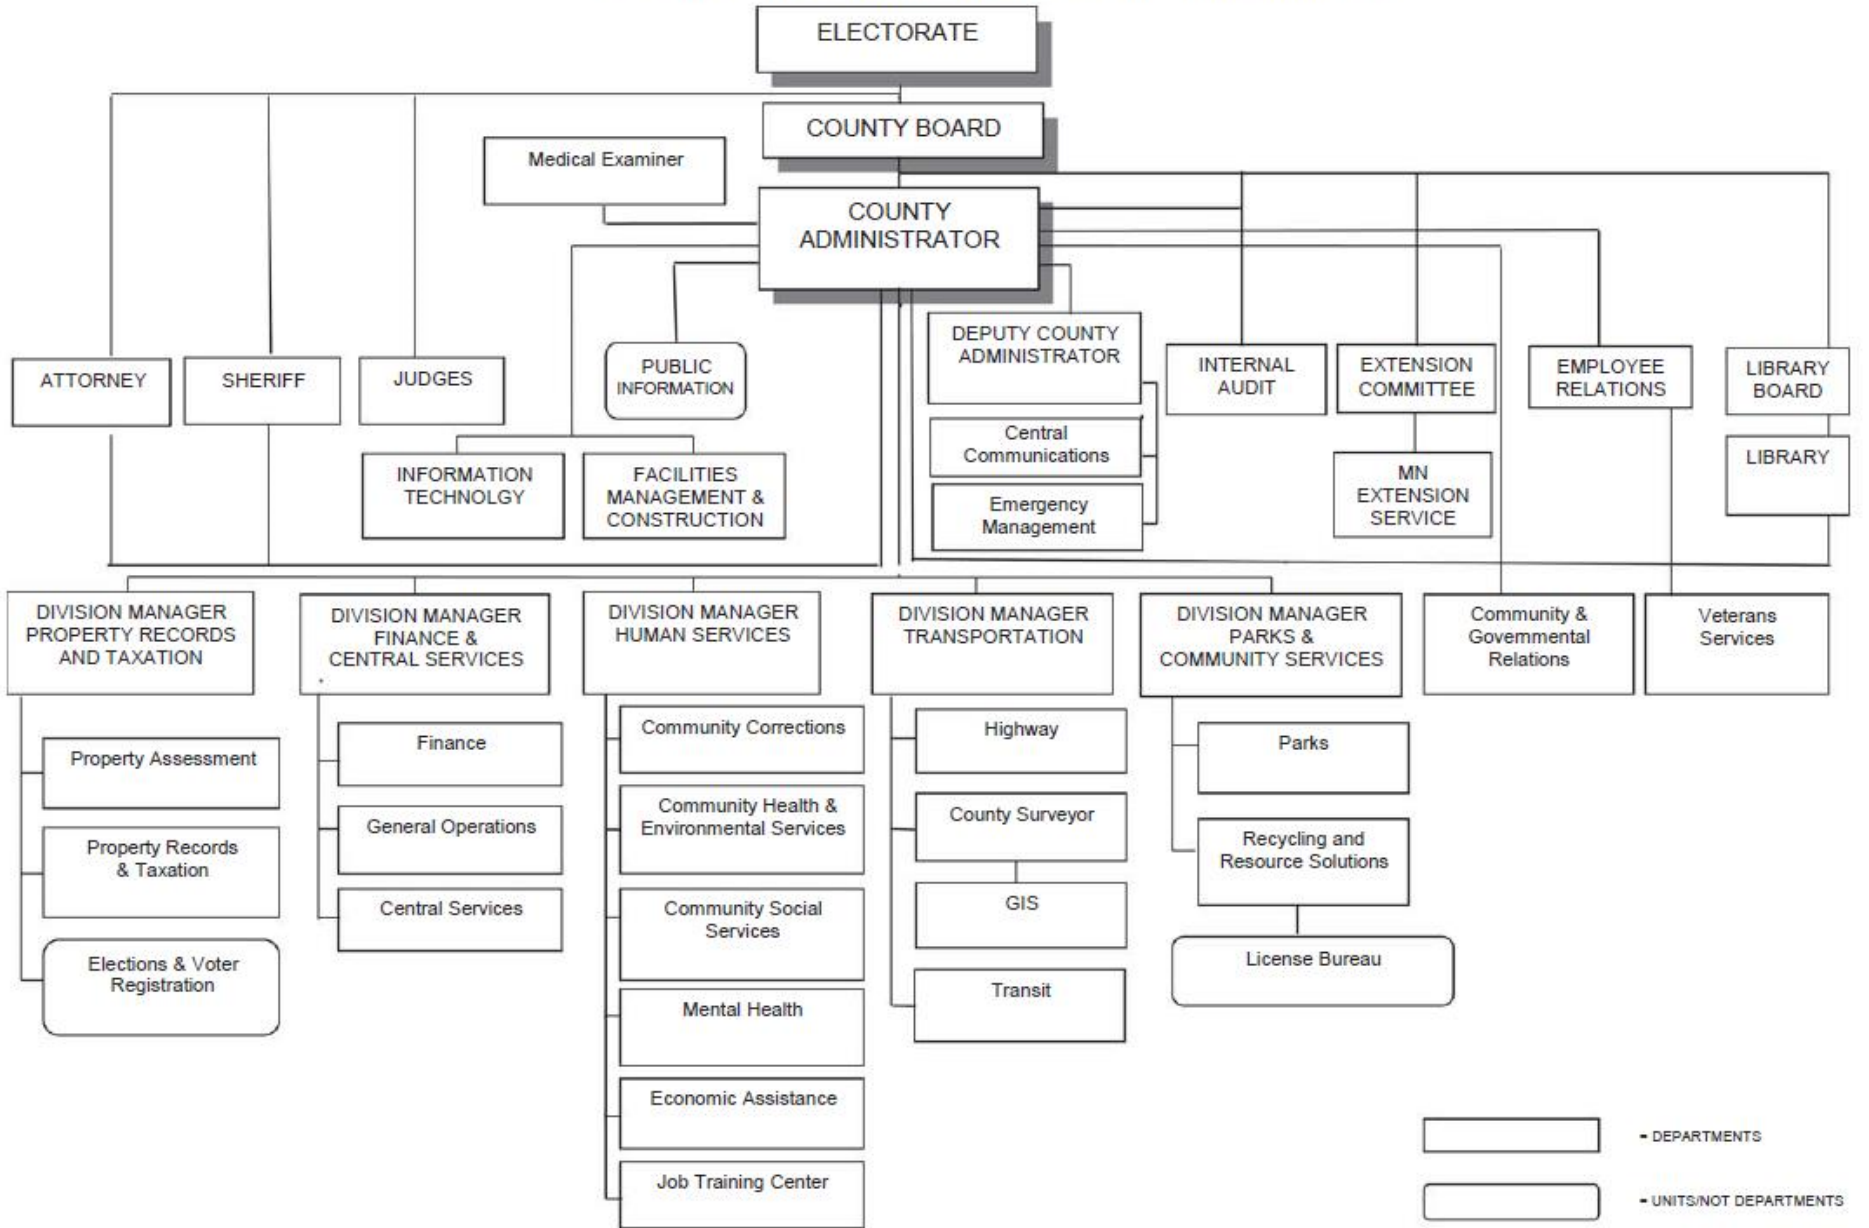 ELECTORATE
COUNTY BOARD
Medical Examiner
COUNTY
ADMINISTRATOR
ATTORNEY
SHERIFF
JUDGES
PUBLIC
INFORMATION
DEPUTY COUNTY
ADMINISTRATOR
INTERNAL
AUDIT
EXTENSION
COMMITTEE
EMPLOYEE
RELATIONS
LIBRARY
BOARD
Central
Communications
Emergency
Management
INFORMATION
TECHNOLGY
FACILITIES
MANAGEMENT &
CONSTRUCTION
MN
EXTENSION
SERVICE
LIBRARY
DIVISION MANAGER
PROPERTY RECORDS
AND TAXATION
DIVISION MANAGER
FINANCE &
CENTRAL SERVICES
DIVISION MANAGER
HUMAN SERVICES
DIVISION MANAGER
TRANSPORTATION
DIVISION MANAGER
PARKS &
COMMUNITY SERVICES
Community &
Governmental
Relations
Veterans
Services
Property Assessment
Property Records
& Taxation
Elections & Voter
Registration
Finance
General Operations
Central Services
Community Corrections
Community Health &
Environmental Services
Community Social
Services
Mental Health
Economic Assistance
Job Training Center
Highway
County Surveyor
GIS
Transit
Parks
Recycling and
Resource Solutions
License Bureau
= DEPARTMENTS
= UNITS/NOT DEPARTMENTS